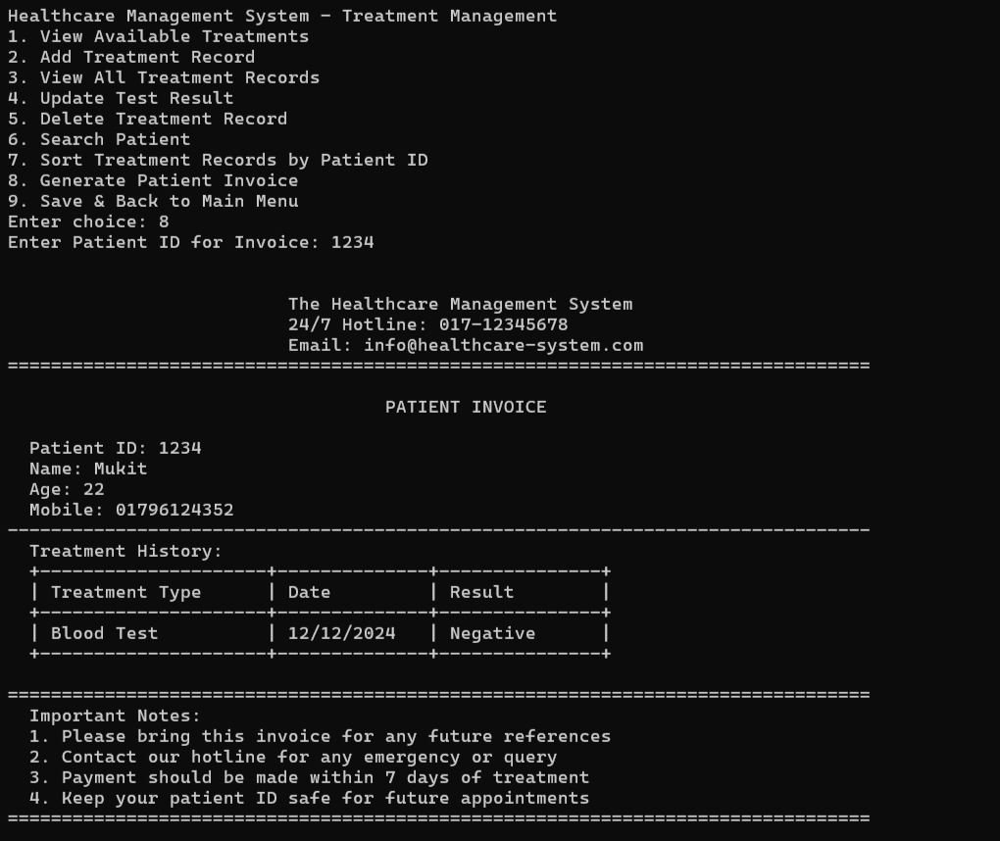 Healthcare Management System - Treatment Management
1. View Available Treatments
2. Add Treatment Record
3. View All Treatment Records
4. Update Test Result
5. Delete Treatment Record
6. Search Patient
7. Sort Treatment Records by Patient ID
8. Generate Patient Invoice
9. Save & Back to Main Menu
Enter choice: 8
Enter Patient ID for Invoice: 1234
The Healthcare Management System
24/7 Hotline: 017-12345678
Email: info@healthcare-system.com
================================================================================
PATIENT INVOICE
Patient ID: 1234
Name: Mukit
Age: 22
Mobile: 01796124352
--------------------------------------------------------------------------------
Treatment History:
+---------------------+--------------+---------------+
| Treatment Type      | Date         | Result        |
+---------------------+--------------+---------------+
| Blood Test          | 12/12/2024   | Negative      |
+---------------------+--------------+---------------+
================================================================================
Important Notes:
1. Please bring this invoice for any future references
2. Contact our hotline for any emergency or query
3. Payment should be made within 7 days of treatment
4. Keep your patient ID safe for future appointments
================================================================================